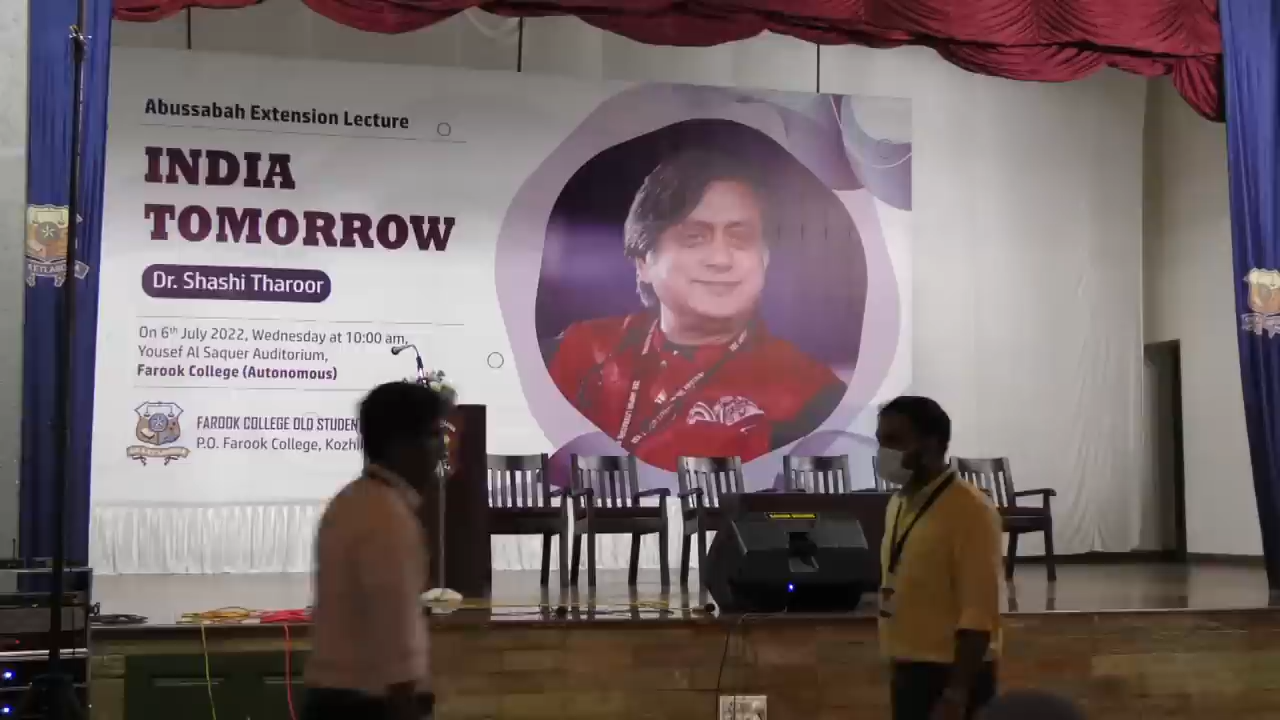 Abussabah Extension Lecture
INDIA
TOMORROW
Dr. Shashi Tharoor
On 6th July 2022, Wednesday at 10:00 am,
Yousef Al Saquer Auditorium,
Farook College (Autonomous)
FAROOK COLLEGE OLD STUDEN
P.O. Farook College, Kozhi